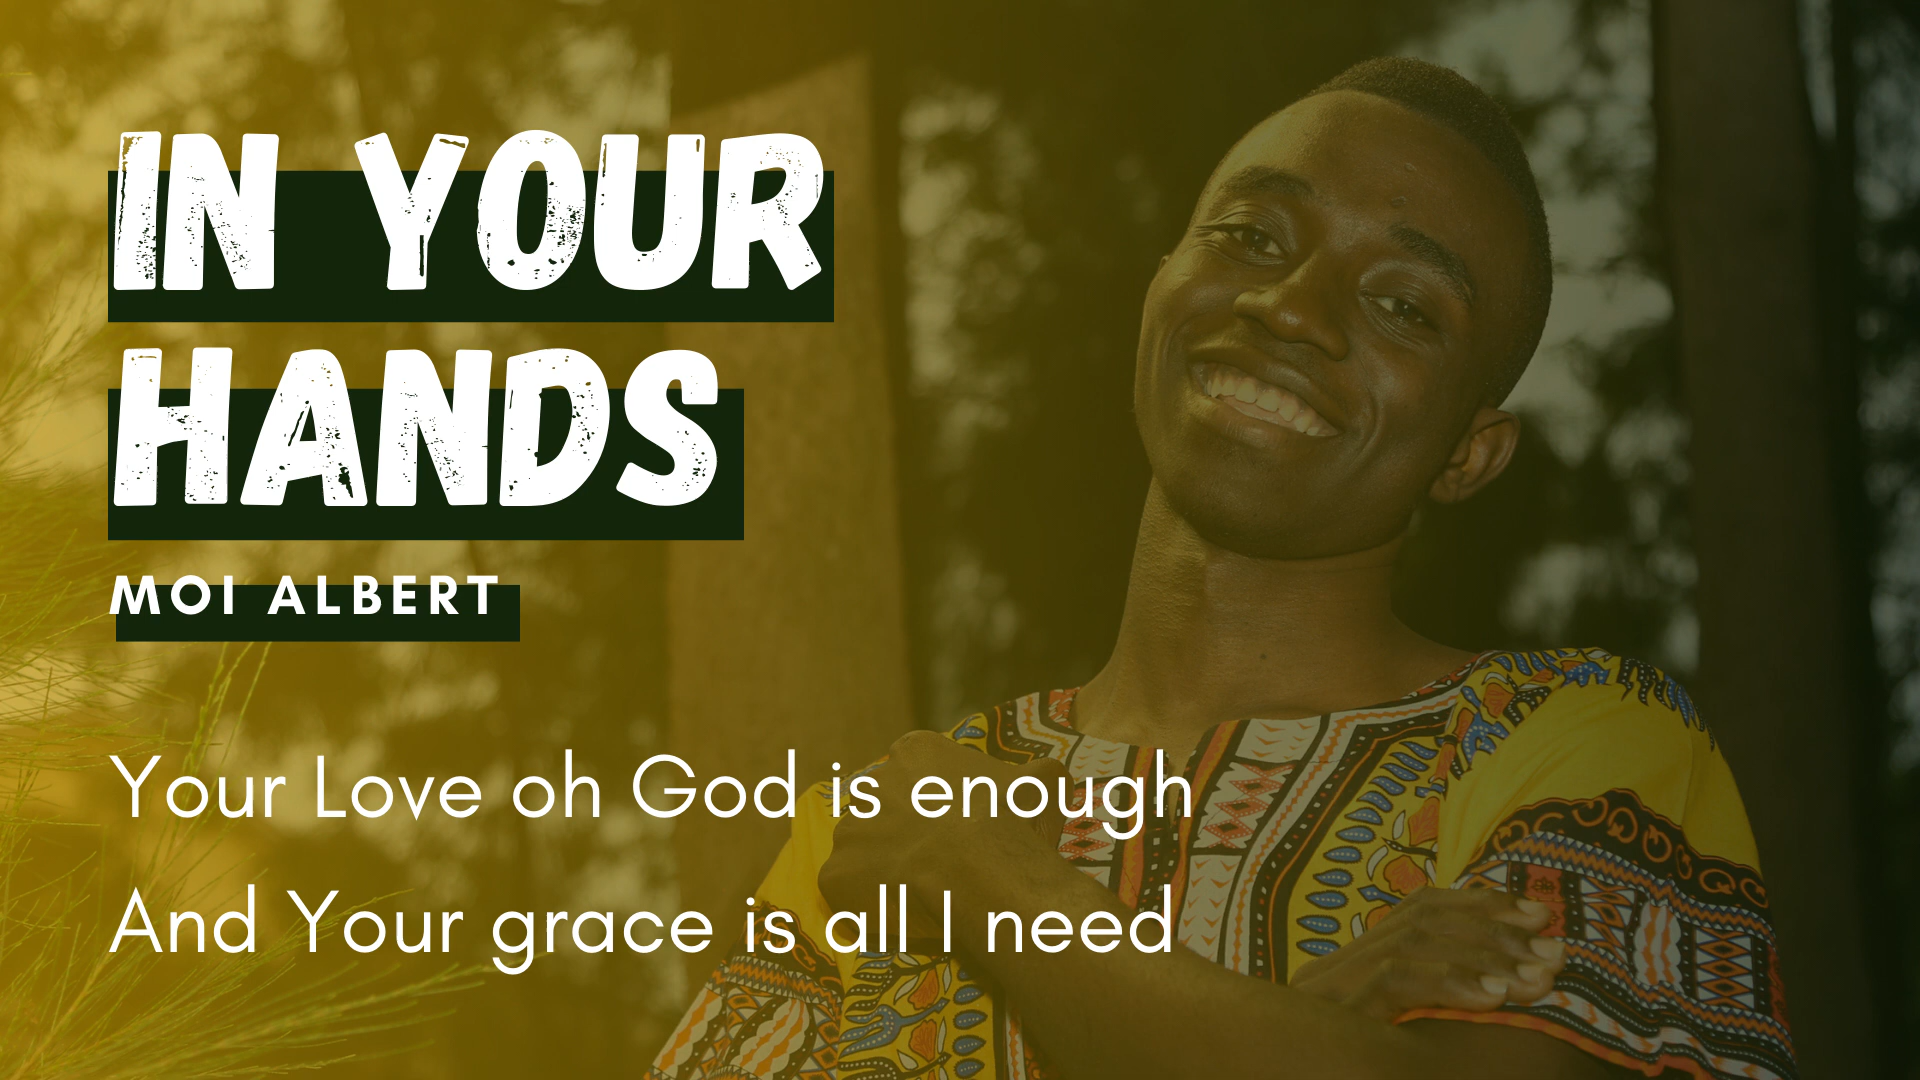 IN YOUR
HANDS
MOI ALBERT
Your Love oh God is enough
And Your grace is all I need